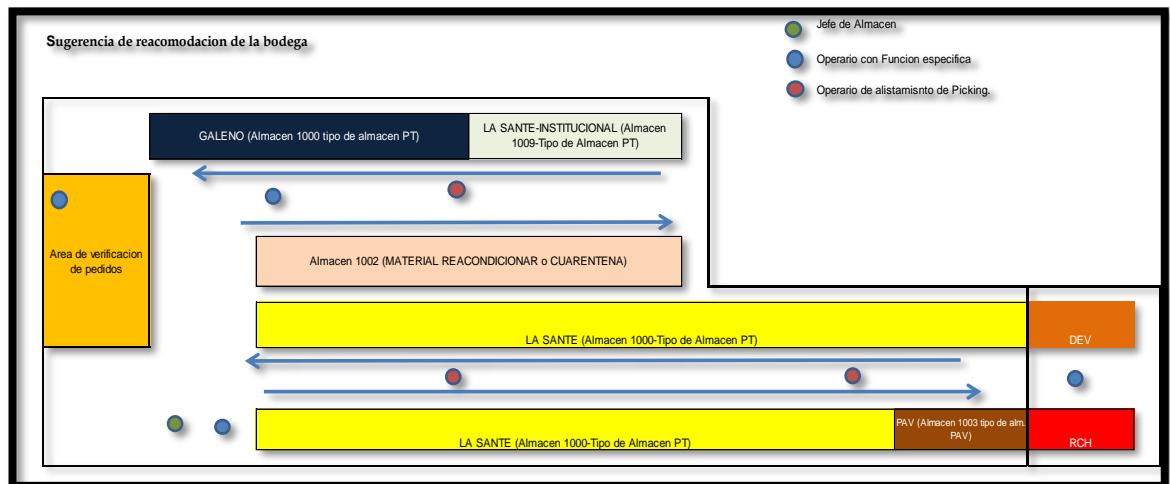 Sugerencia de reacomodacion de la bodega
Jefe de Almacen
Operario con Funcion especifica
Operario de alistamisnto de Picking.
GALENO (Almacen 1000 tipo de almacen PT)
LA SANTE-INSTITUCIONAL (Almacen
1009-Tipo de Almacen PT)
Area de verificacion
de pedidos
Almacen 1002 (MATERIAL REACONDICIONAR o CUARENTENA)
LA SANTE (Almacen 1000-Tipo de Almacen PT)
DEV
LA SANTE (Almacen 1000-Tipo de Almacen PT)
PAV (Almacen 1003 tipo de alm.
PAV)
RCH